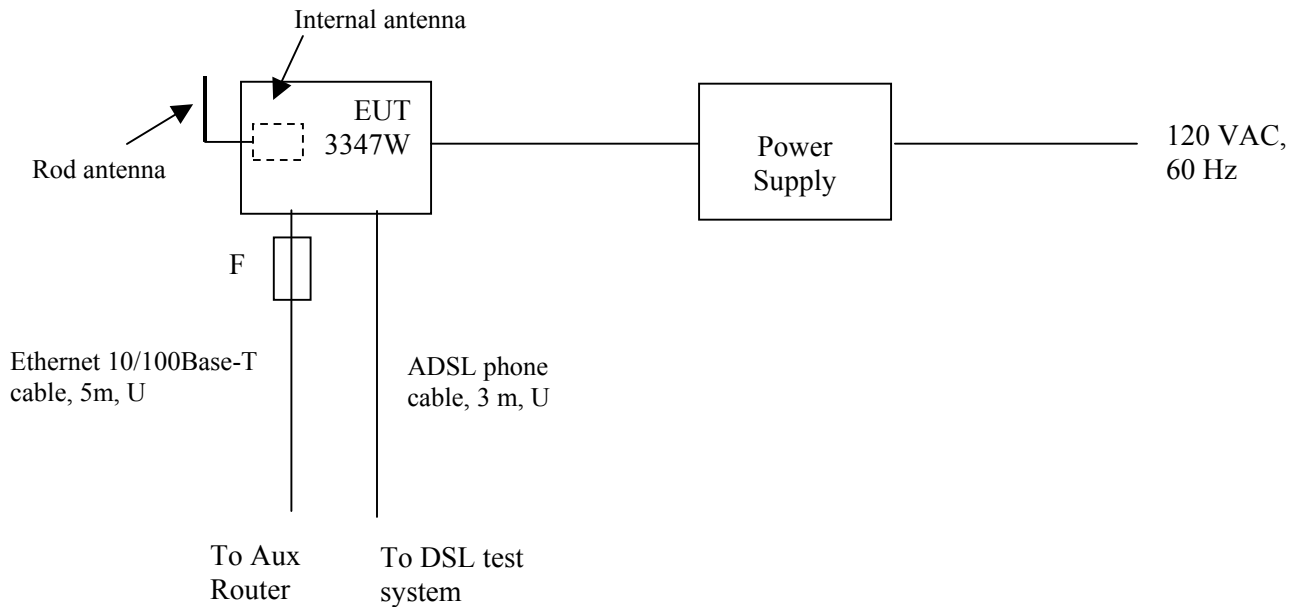 Internal antenna
EUT
3347W
Rod antenna
Power
Supply
120 VAC,
60 Hz
F
Ethernet 10/100Base-T
cable, 5m, U
ADSL phone
cable, 3 m, U
To Aux
Router
To DSL test
system